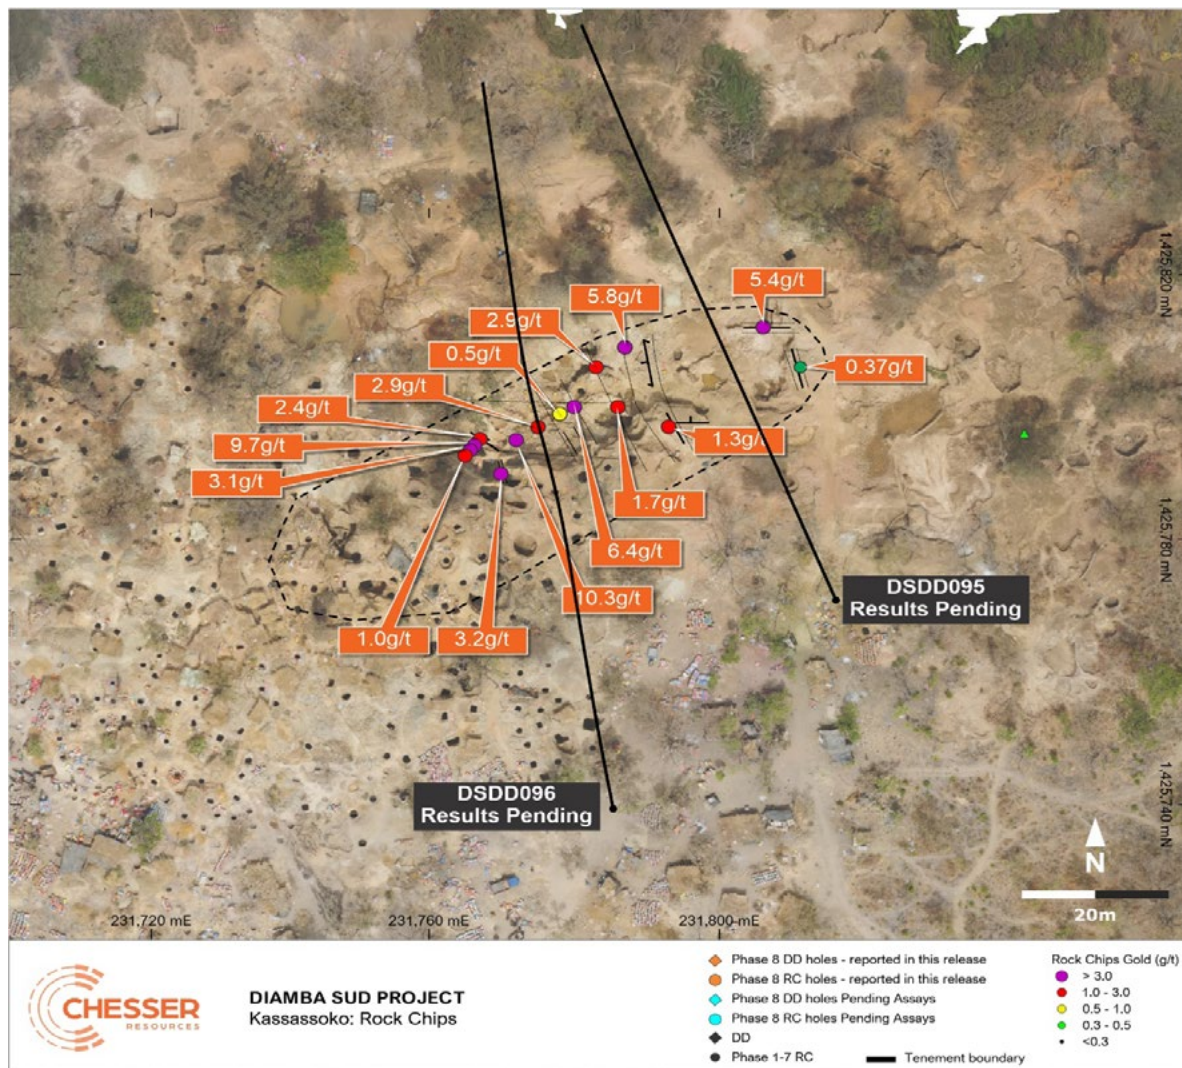 5.4g/t
5.8g/t
2.9g/t
0.5g/t
0.37g/t
2.9g/t
2.4g/t
9.7g/t
1.3g/t
3.1g/t
1.7g/t
6.4g/t
10.3g/t
1.0g/t
3.2g/t
DSDD095
Results Pending
DSDD096
Results Pending
1,425,820 mN
1,425,780 mN
1,425,740 mN
N
20m
231,720 mE
231,760 mE
231,800 mE
CHESSER
RESOURCES
DIAMBA SUD PROJECT
Kassassoko: Rock Chips
Phase 8 DD holes - reported in this release
Phase 8 RC holes - reported in this release
Phase 8 DD holes Pending Assays
Phase 8 RC holes Pending Assays
DD
Phase 1-7 RC
Tenement boundary
Rock Chips Gold (g/t)
> 3.0
1.0 - 3.0
0.5 - 1.0
0.3 - 0.5
<0.3